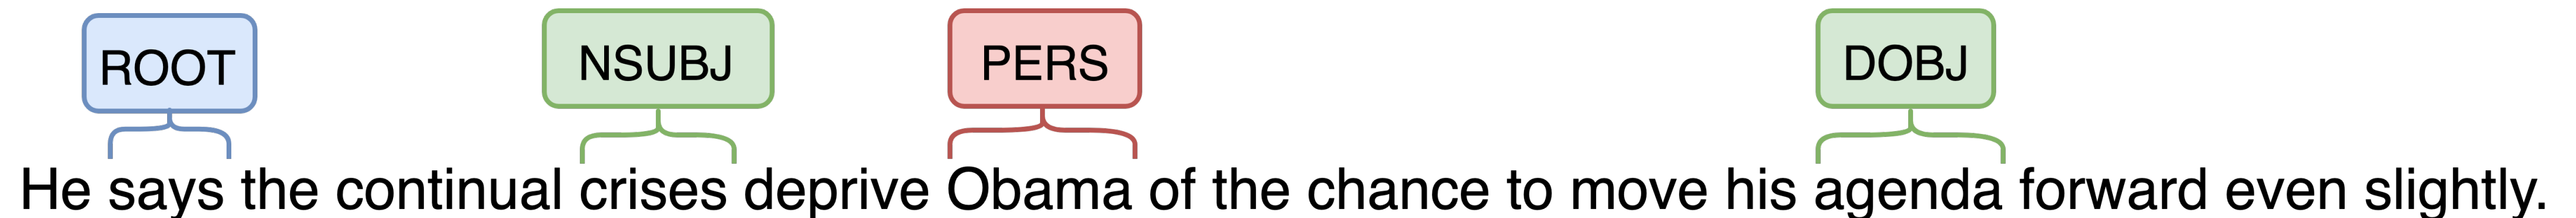 ROOT NSUBJ PERS DOBJ
He says the continual crises deprive Obama of the chance to move his agenda forward even slightly.